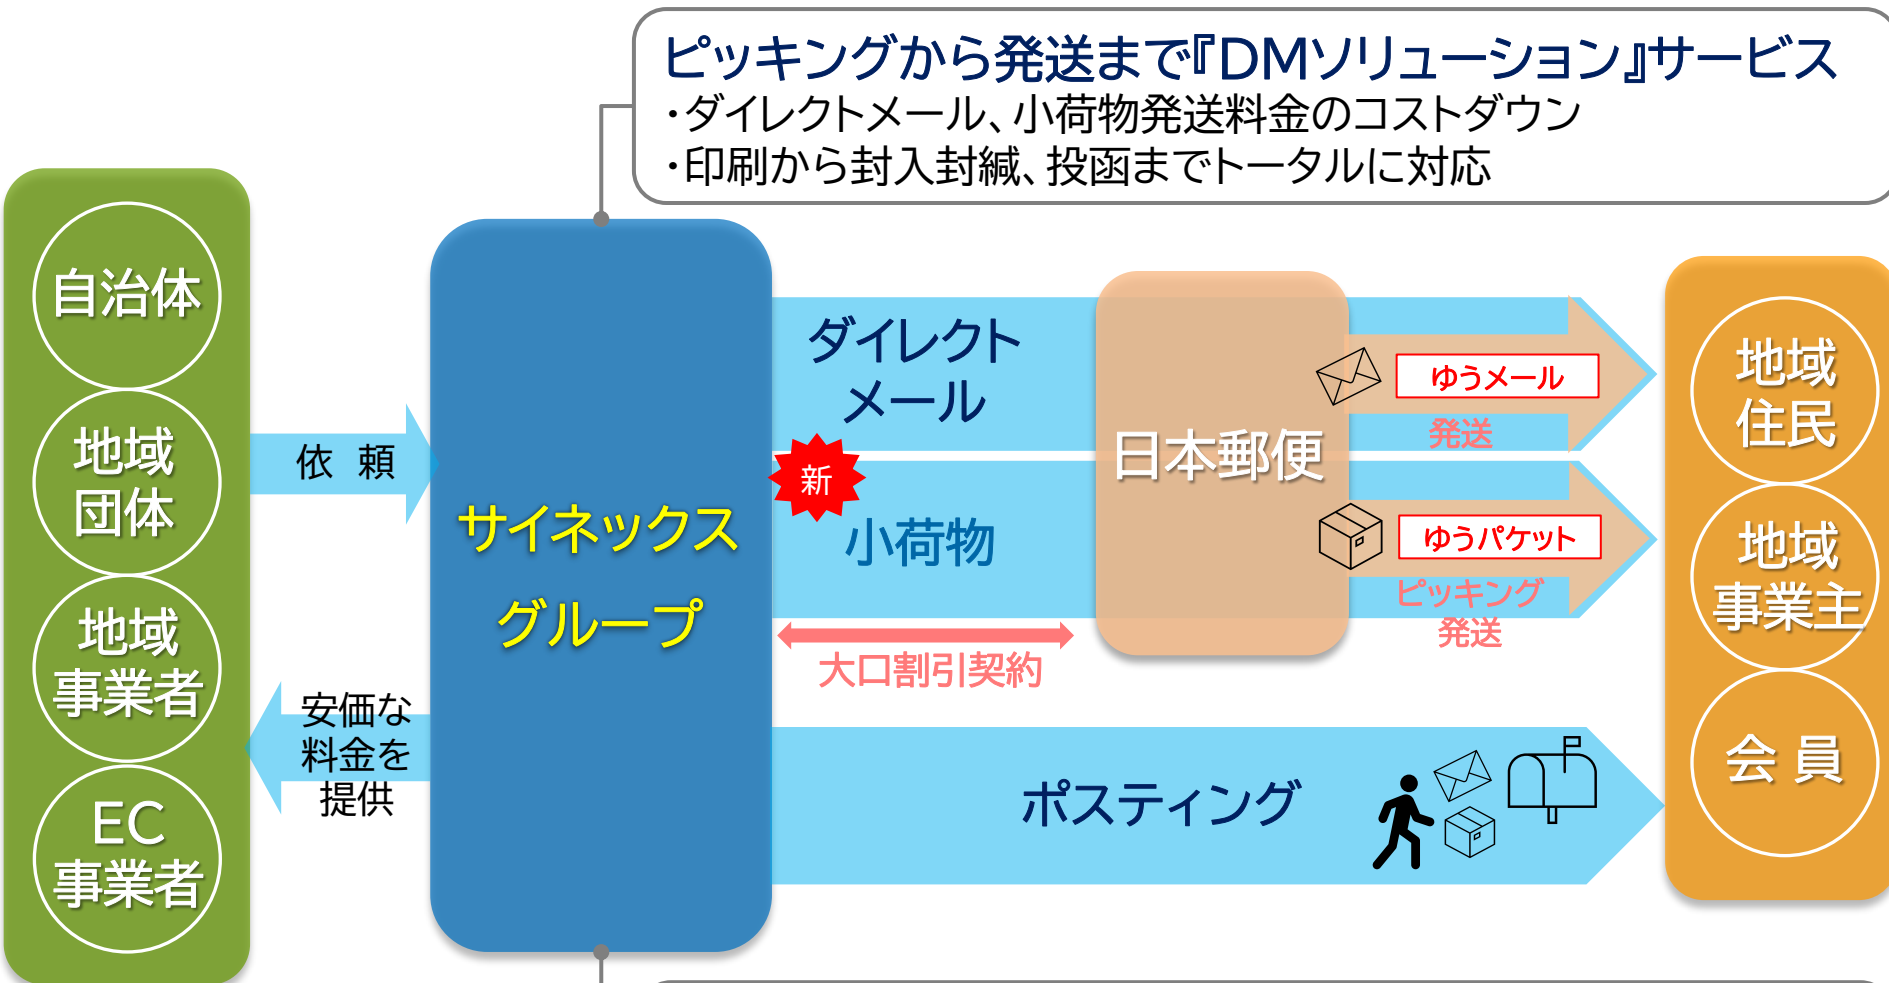 ピッキングから発送まで『DMソリューション』サービス
・ダイレクトメール、小荷物発送料金のコストダウン
・印刷から封入封緘、投函までトータルに対応
自治体
地域
団体
地域
事業者
EC
事業者
依 頼
安価な
料金を
提供
サイネックス
グループ
ダイレクト
メール
新
小荷物
大口割引契約
日本郵便
ゆうメール
発送
ゆうパケット
ピッキング
発送
ポスティング
地域
住民
地域
事業主
会 員